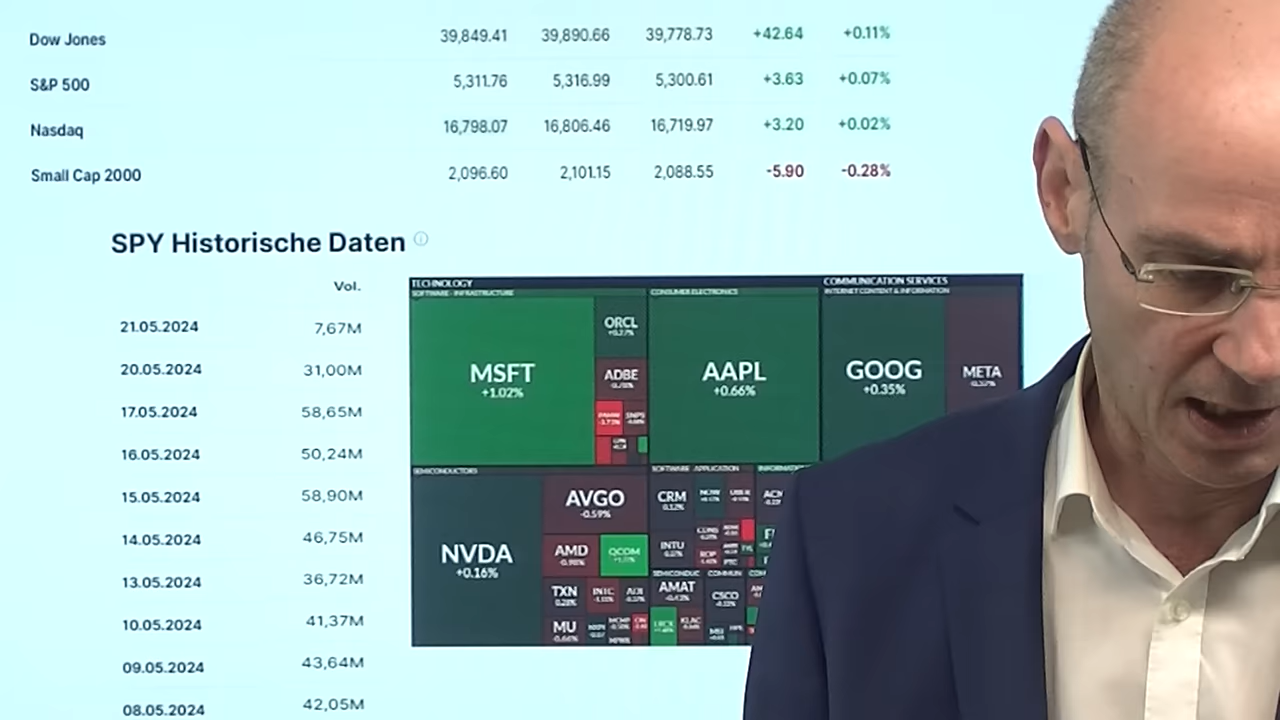 Dow Jones 39,849.41 39,890.66 39,778.73 +42.64 +0.11%
S&P 500 5,311.76 5,316.99 5,300.61 +3.63 +0.07%
Nasdaq 16,798.07 16,806.46 16,719.97 +3.20 +0.02%
Small Cap 2000 2,096.60 2,101.15 2,088.55 -5.90 -0.28%
SPY Historische Daten
Vol.
21.05.2024 7,67M
20.05.2024 31,00M
17.05.2024 58,65M
16.05.2024 50,24M
15.05.2024 58,90M
14.05.2024 46,75M
13.05.2024 36,72M
10.05.2024 41,37M
09.05.2024 43,64M
08.05.2024 42,05M
TECHNOLOGY
SOFTWARE - INFRASTRUCTURE
CONSUMER ELECTRONICS
COMMUNICATION SERVICES
INTERNET CONTENT & INFORMATION
MSFT
+1.02%
ORCL
+0.27%
ADBE
AAPL
+0.66%
GOOG
+0.35%
META
SEMICONDUCTORS
SOFTWARE - APPLICATION
NVDA
+0.16%
AVGO
-0.59%
AMD
QCOM
TXN
INTC
ADI
MU
CRM
INTU
AMAT
CSCO
KLAC